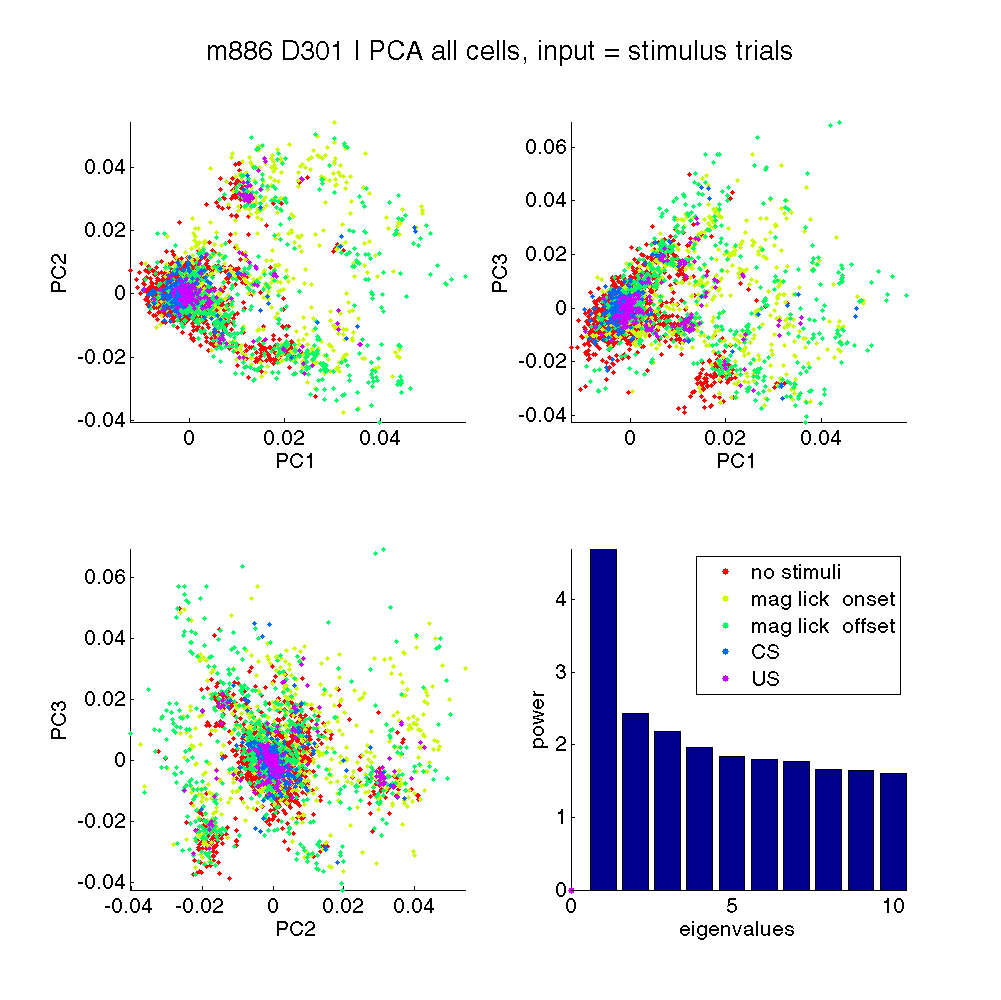 m886 D301 | PCA all cells, input = stimulus trials
0.04
0.02
0
-0.02
-0.04
PC2
0 0.02 0.04
PC1
0.06
0.04
0.02
0
-0.02
-0.04
PC3
0 0.02 0.04
PC1
0.06
0.04
0.02
0
-0.02
-0.04
PC3
-0.04 -0.02 0 0.02 0.04
PC2
4
3
2
1
0
power
no stimuli
mag lick onset
mag lick offset
CS
US
0 5 10
eigenvalues